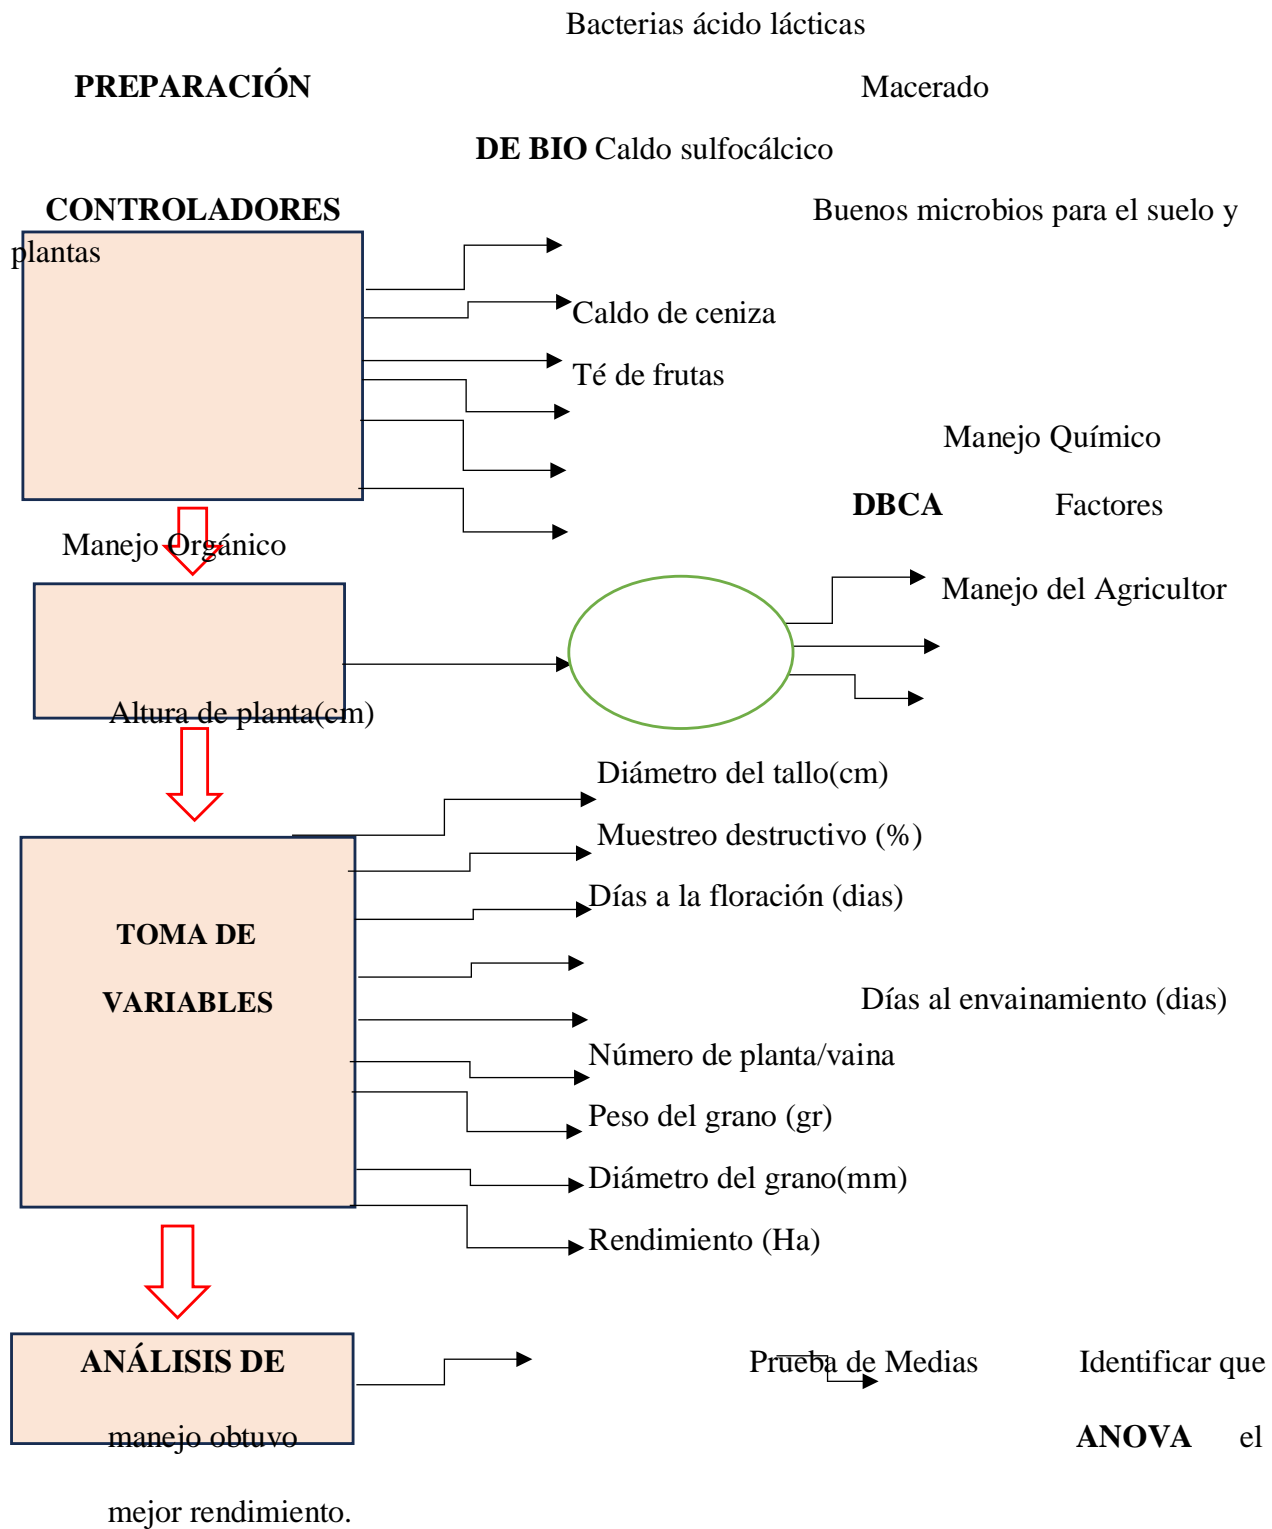 Bacterias ácido lácticas
PREPARACIÓN Macerado
DE BIO Caldo sulfocálcico
CONTROLADORES Buenos microbios para el suelo y
plantas
Caldo de ceniza
Té de frutas
Manejo Químico
DBCA Factores
Manejo Orgánico
Manejo del Agricultor
Altura de planta(cm)
Diámetro del tallo(cm)
Muestreo destructivo (%)
Días a la floración (dias)
TOMA DE
VARIABLES
Días al envainamiento (dias)
Número de planta/vaina
Peso del grano (gr)
Diámetro del grano(mm)
Rendimiento (Ha)
ANÁLISIS DE Prueba de Medias Identificar que
manejo obtuvo ANOVA el
mejor rendimiento.